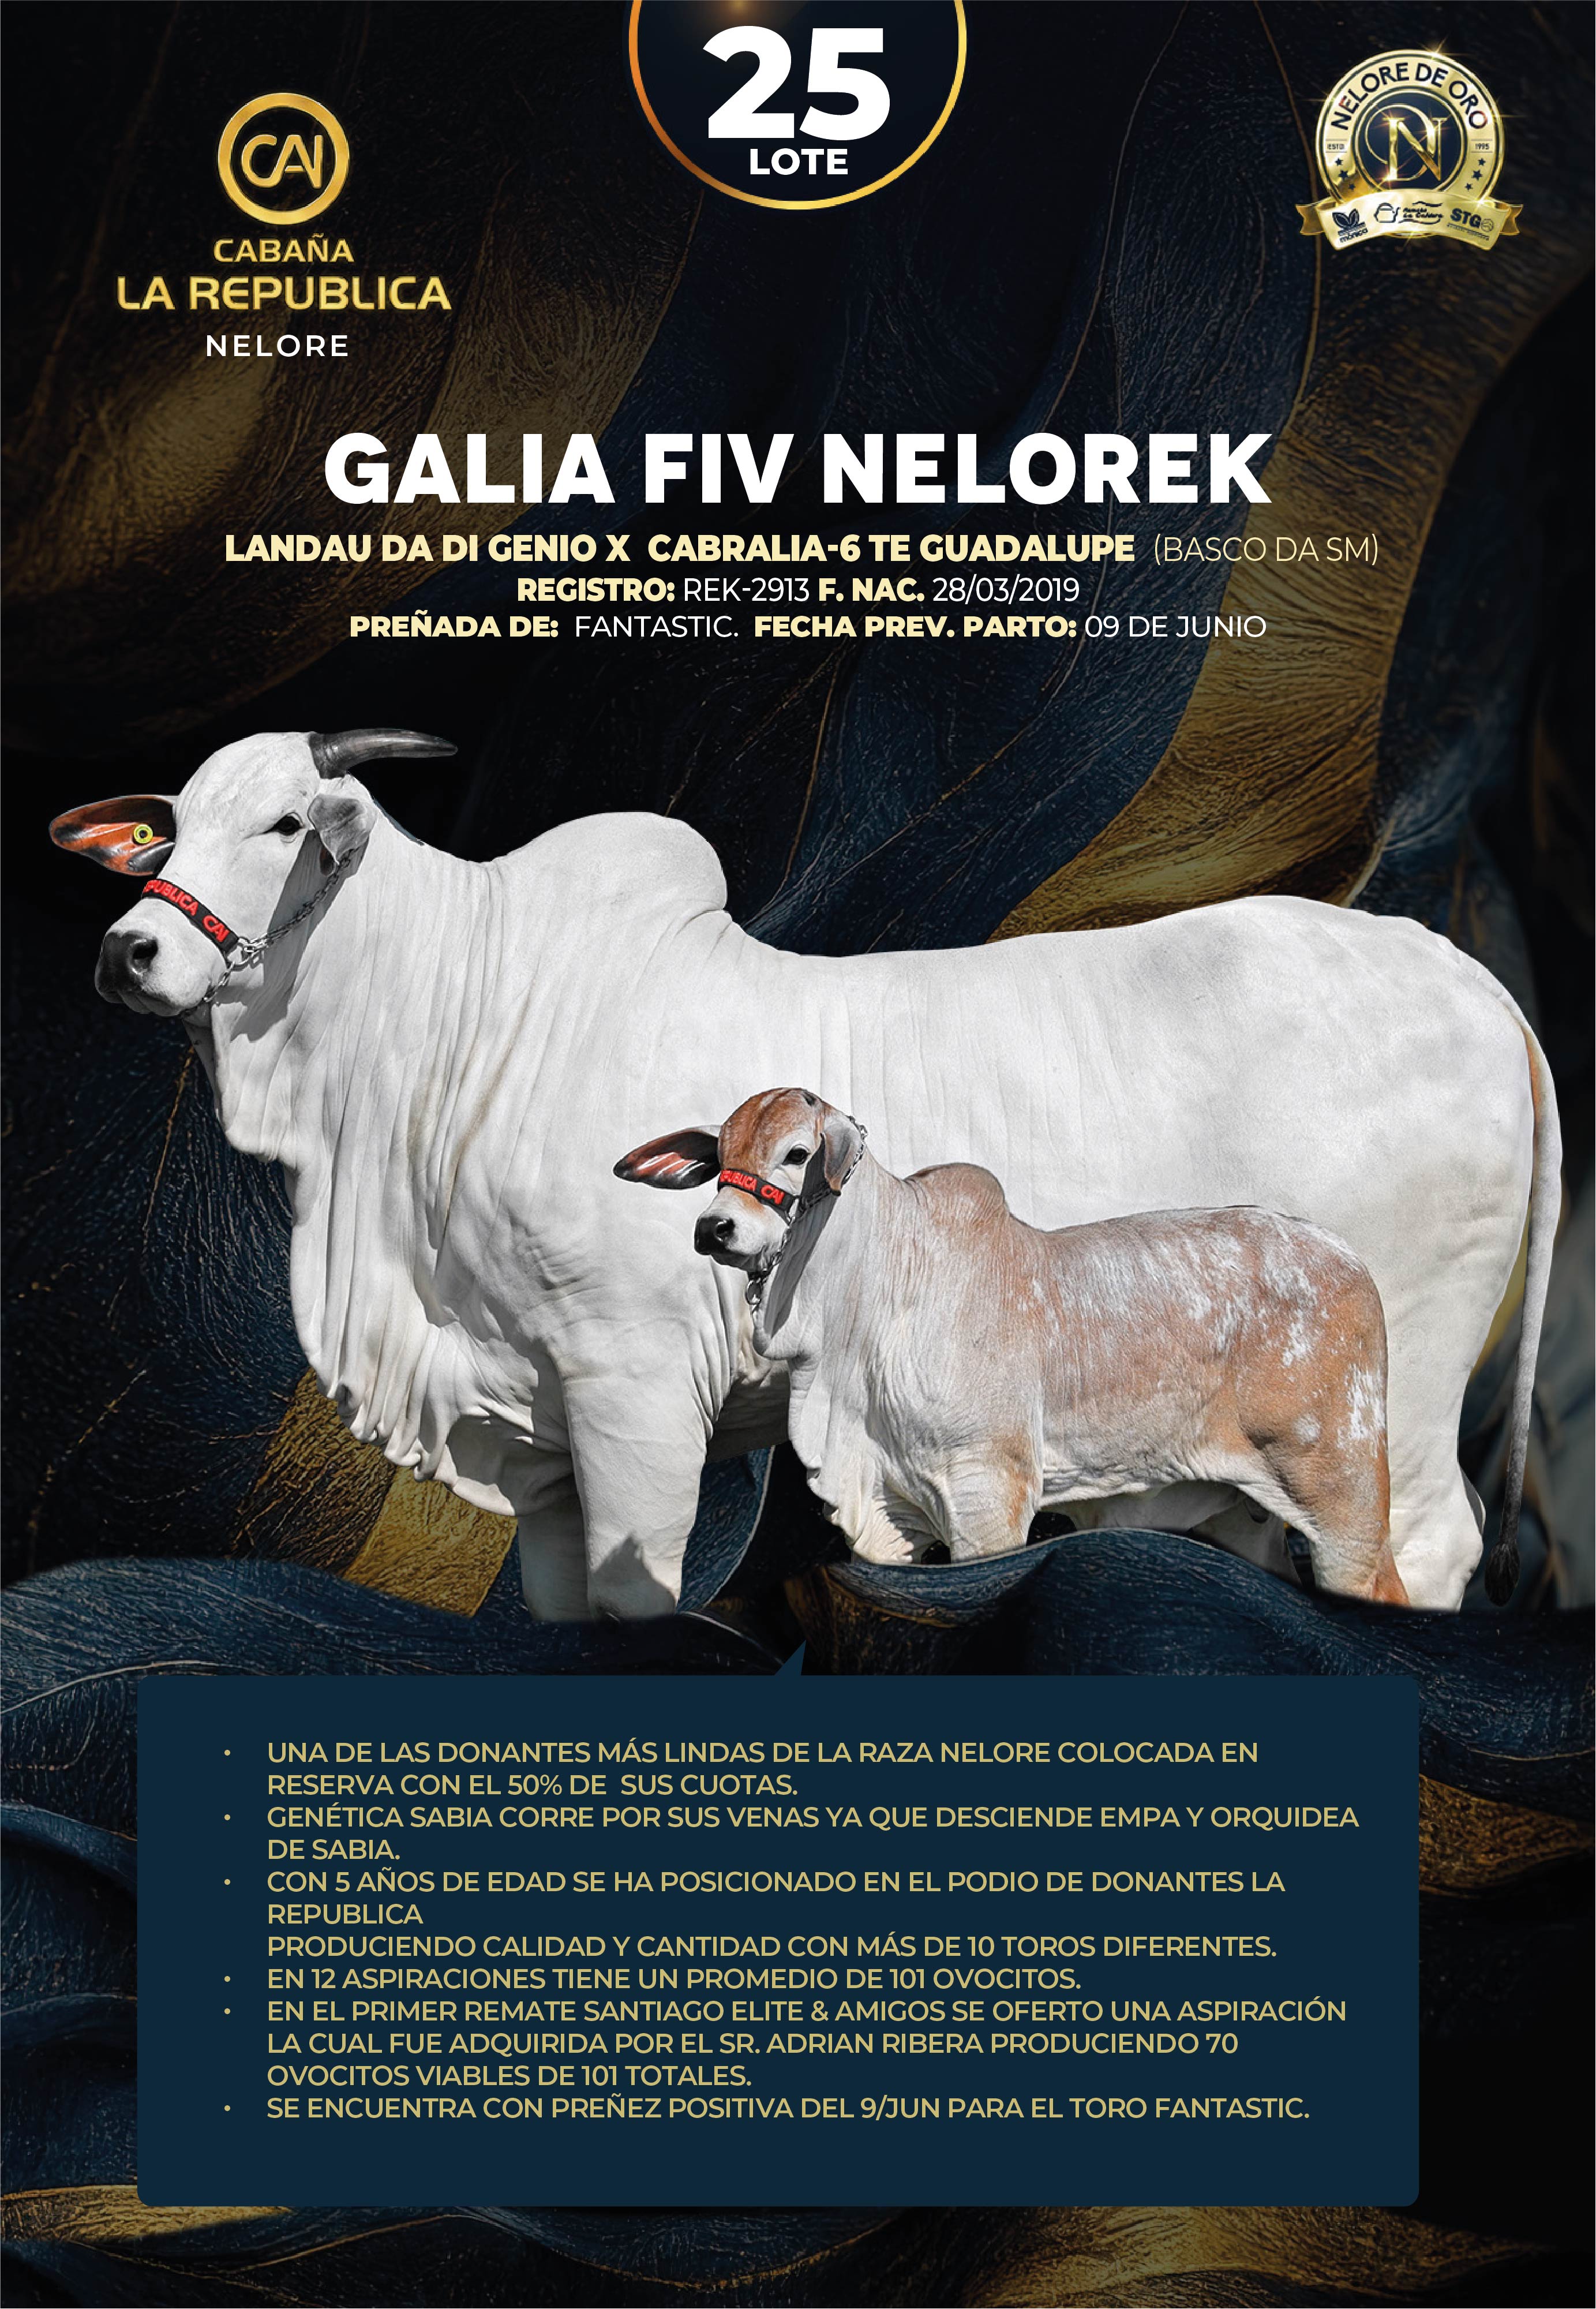 25
LOTE
CAI
CABAÑA
LA REPUBLICA
NELORE
NELORE DE ORO
ESTD 1995
DN
STG
GALIA FIV NELOREK
LANDAU DA DI GENIO X CABRALIA-6 TE GUADALUPE (BASCO DA SM)
REGISTRO: REK-2913 F. NAC. 28/03/2019
PREÑADA DE: FANTASTIC. FECHA PREV. PARTO: 09 DE JUNIO
PUBLICA CAI
PUBLICA CAI
• UNA DE LAS DONANTES MÁS LINDAS DE LA RAZA NELORE COLOCADA EN
RESERVA CON EL 50% DE SUS CUOTAS.
• GENÉTICA SABIA CORRE POR SUS VENAS YA QUE DESCIENDE EMPA Y ORQUIDEA
DE SABIA.
• CON 5 AÑOS DE EDAD SE HA POSICIONADO EN EL PODIO DE DONANTES LA
REPUBLICA
PRODUCIENDO CALIDAD Y CANTIDAD CON MÁS DE 10 TOROS DIFERENTES.
• EN 12 ASPIRACIONES TIENE UN PROMEDIO DE 101 OVOCITOS.
• EN EL PRIMER REMATE SANTIAGO ELITE & AMIGOS SE OFERTO UNA ASPIRACIÓN
LA CUAL FUE ADQUIRIDA POR EL SR. ADRIAN RIBERA PRODUCIENDO 70
OVOCITOS VIABLES DE 101 TOTALES.
• SE ENCUENTRA CON PREÑEZ POSITIVA DEL 9/JUN PARA EL TORO FANTASTIC.